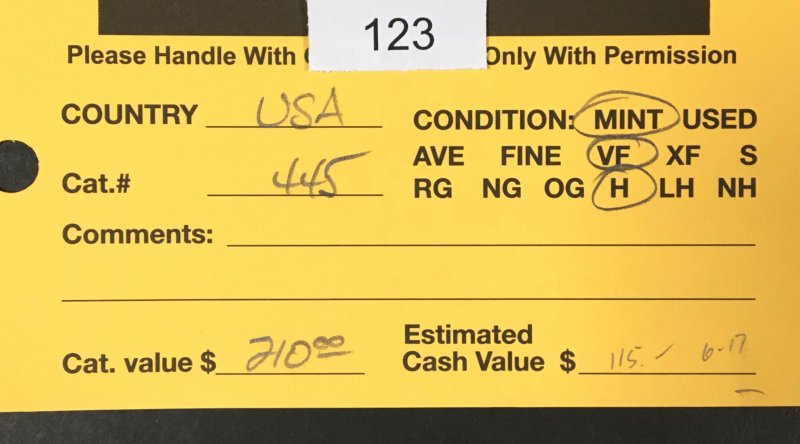 123
Please Handle With Only With Permission
COUNTRY USA
CONDITION: MINT USED
AVE FINE VF XF S
Cat.# 445
RG NG OG H LH NH
Comments:
Cat. value $ 210.00
Estimated
Cash Value $ 115.- 6-17